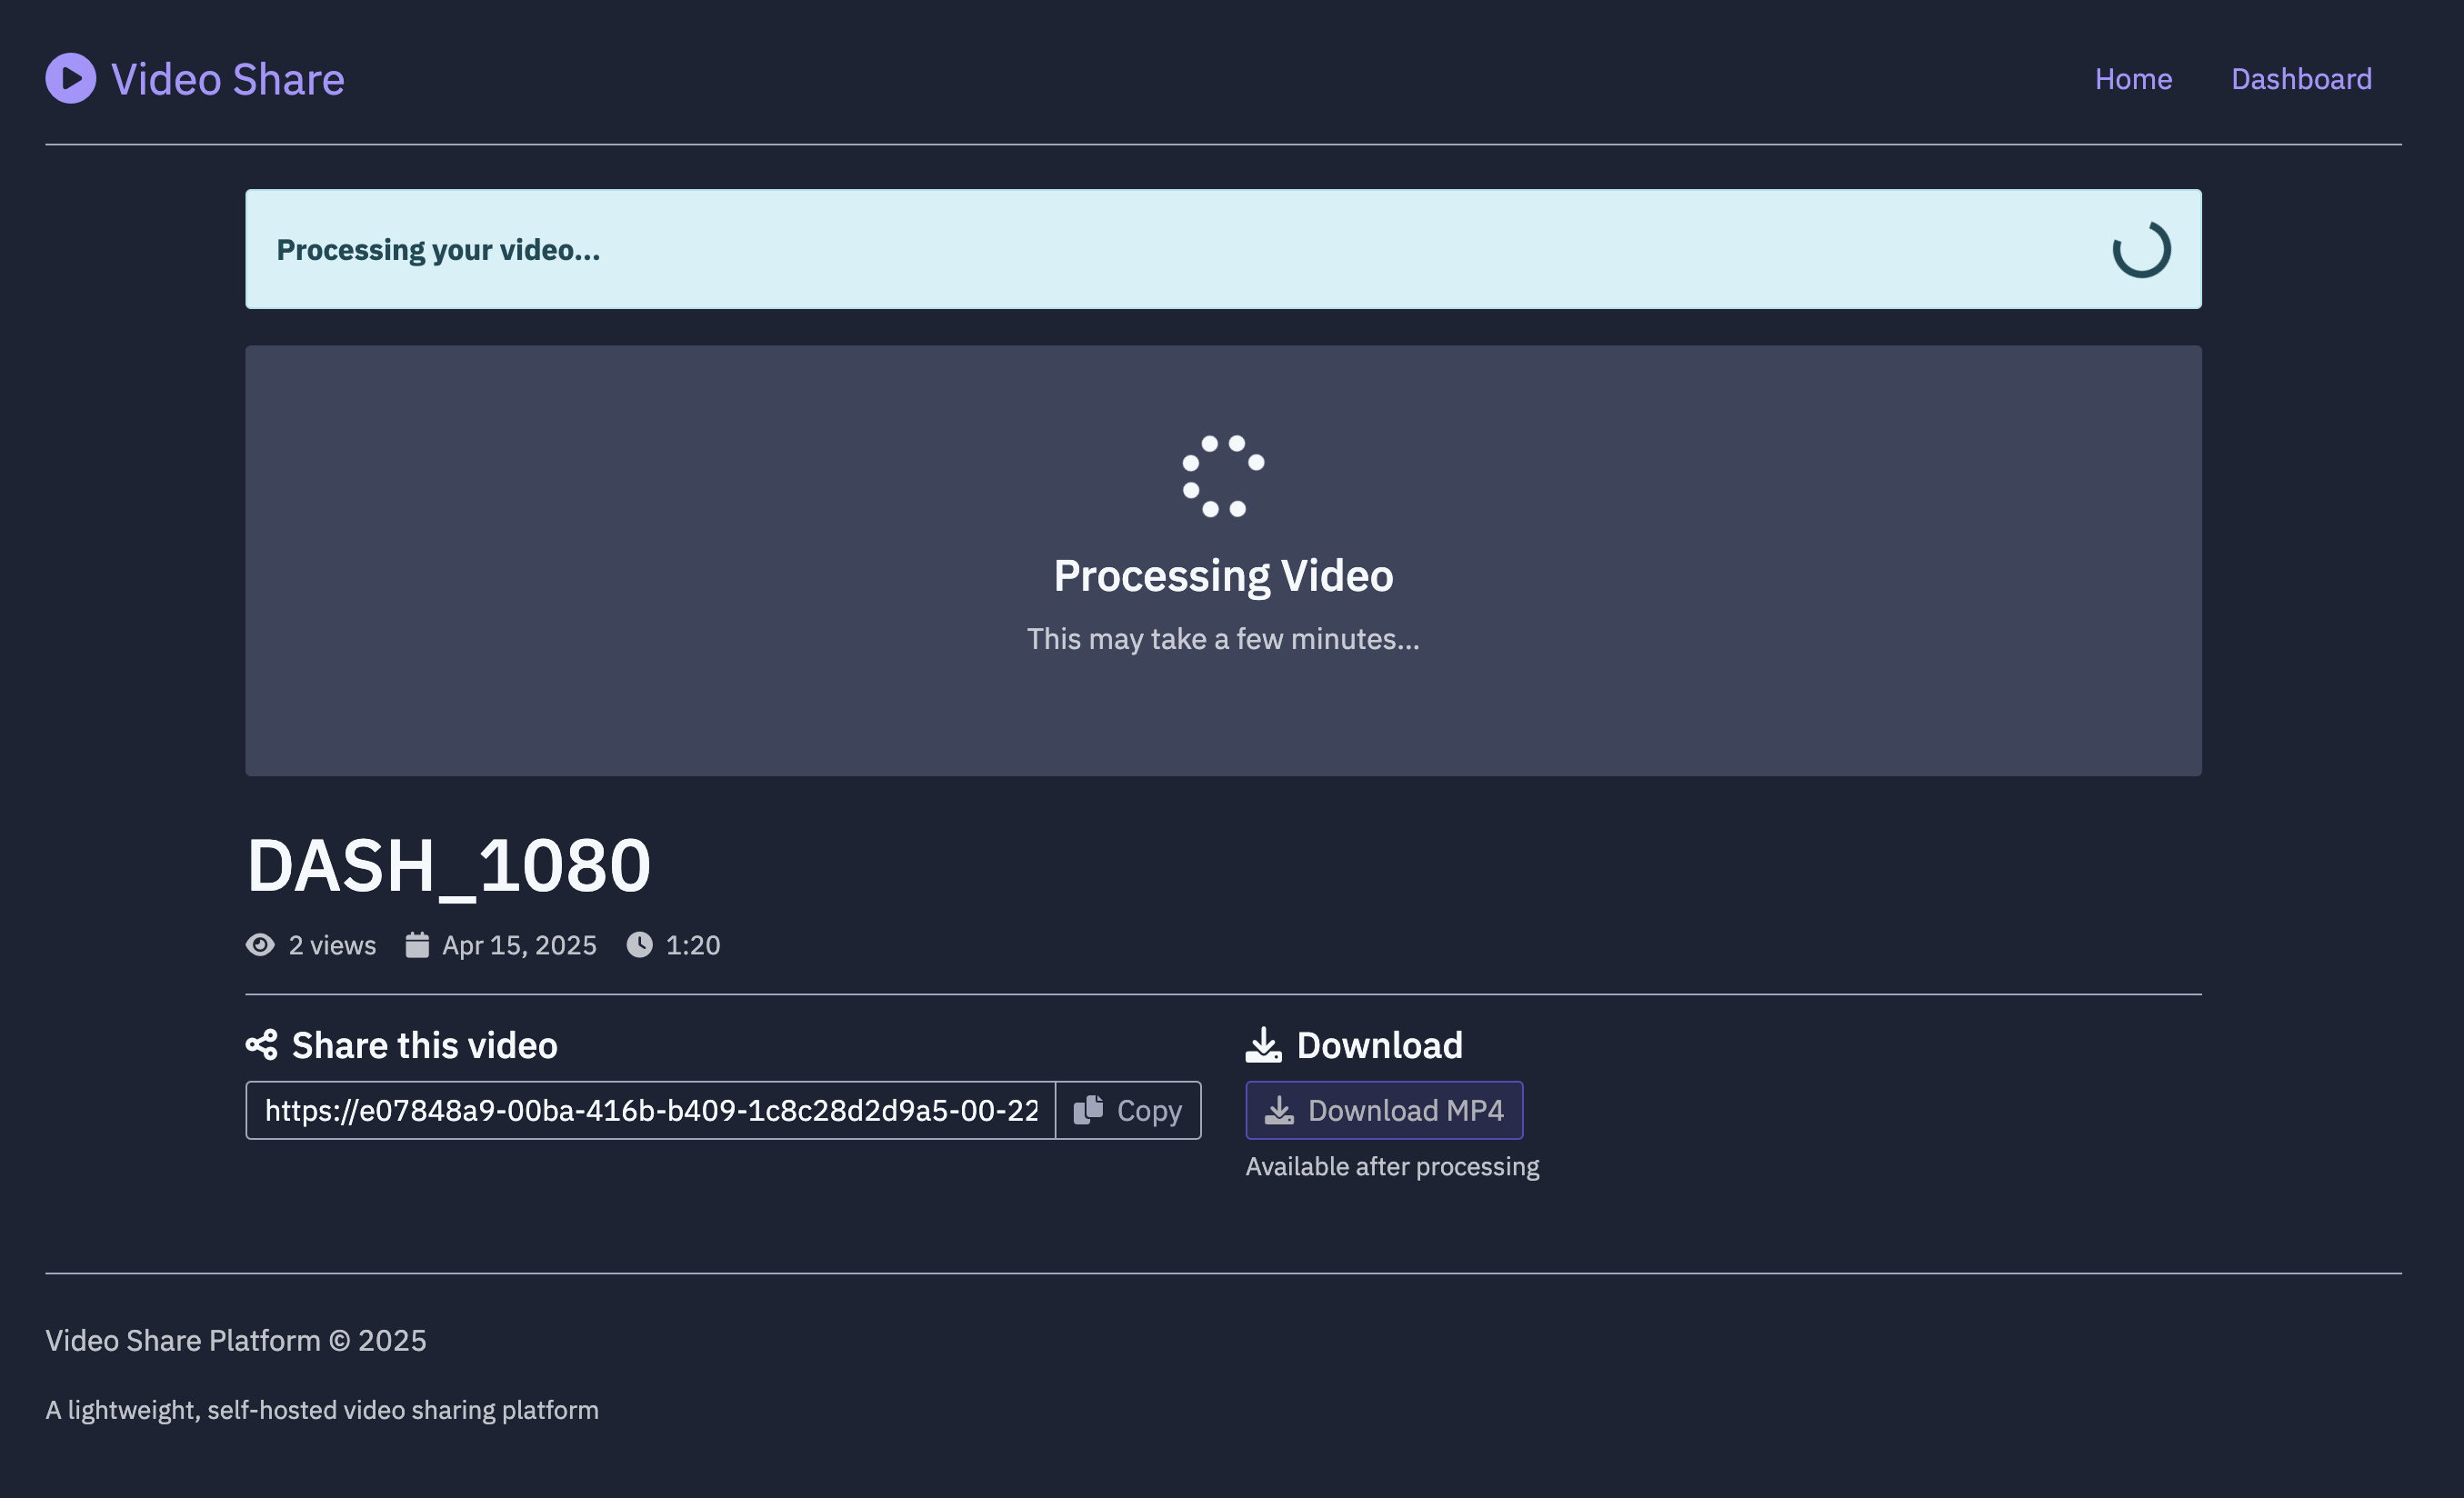 Video Share
Home
Dashboard
Processing your video...
Processing Video
This may take a few minutes...
DASH_1080
2 views
Apr 15, 2025
1:20
Share this video
https://e07848a9-00ba-416b-b409-1c8c28d2d9a5-00-22
Copy
Download
Download MP4
Available after processing
Video Share Platform © 2025
A lightweight, self-hosted video sharing platform